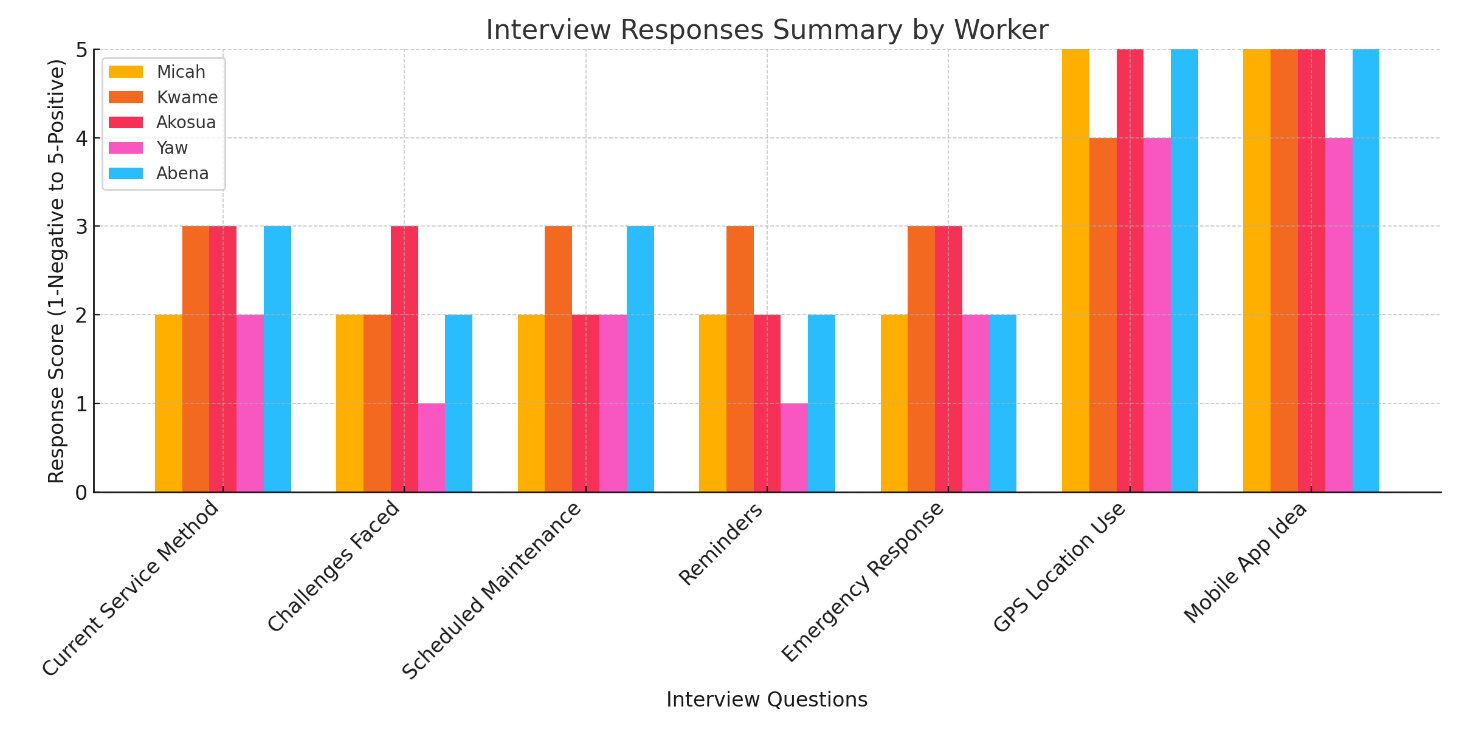 Interview Responses Summary by Worker
Response Score (1-Negative to 5-Positive)
5
4
3
2
1
0
Micah
Kwame
Akosua
Yaw
Abena
Current Service Method
Challenges Faced
Scheduled Maintenance
Reminders
Emergency Response
GPS Location Use
Mobile App Idea
Interview Questions